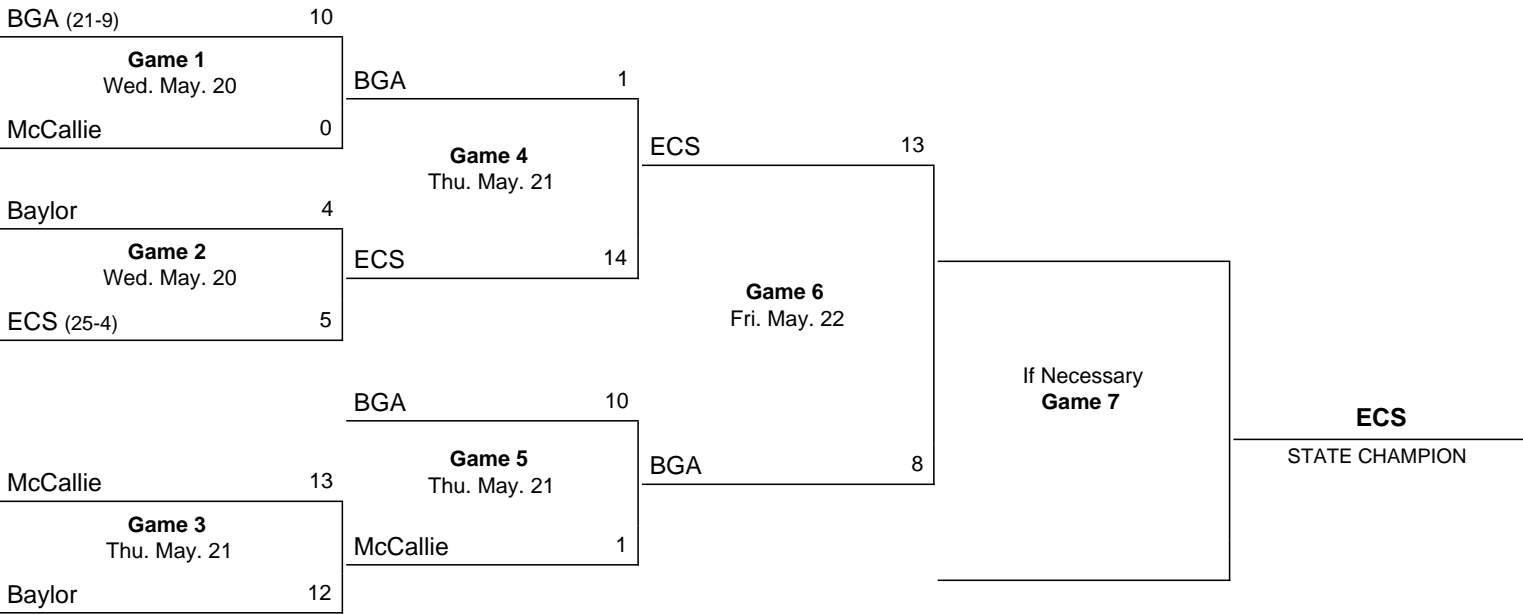 BGA (21-9) 10
Game 1
Wed. May. 20
McCallie 0
Baylor 4
Game 2
Wed. May. 20
ECS (25-4) 5
McCallie 13
Game 3
Thu. May. 21
Baylor 12
BGA 1
Game 4
Thu. May. 21
ECS 14
BGA 10
Game 5
Thu. May. 21
McCallie 1
ECS 13
Game 6
Fri. May. 22
BGA 8
If Necessary
Game 7
ECS
STATE CHAMPION